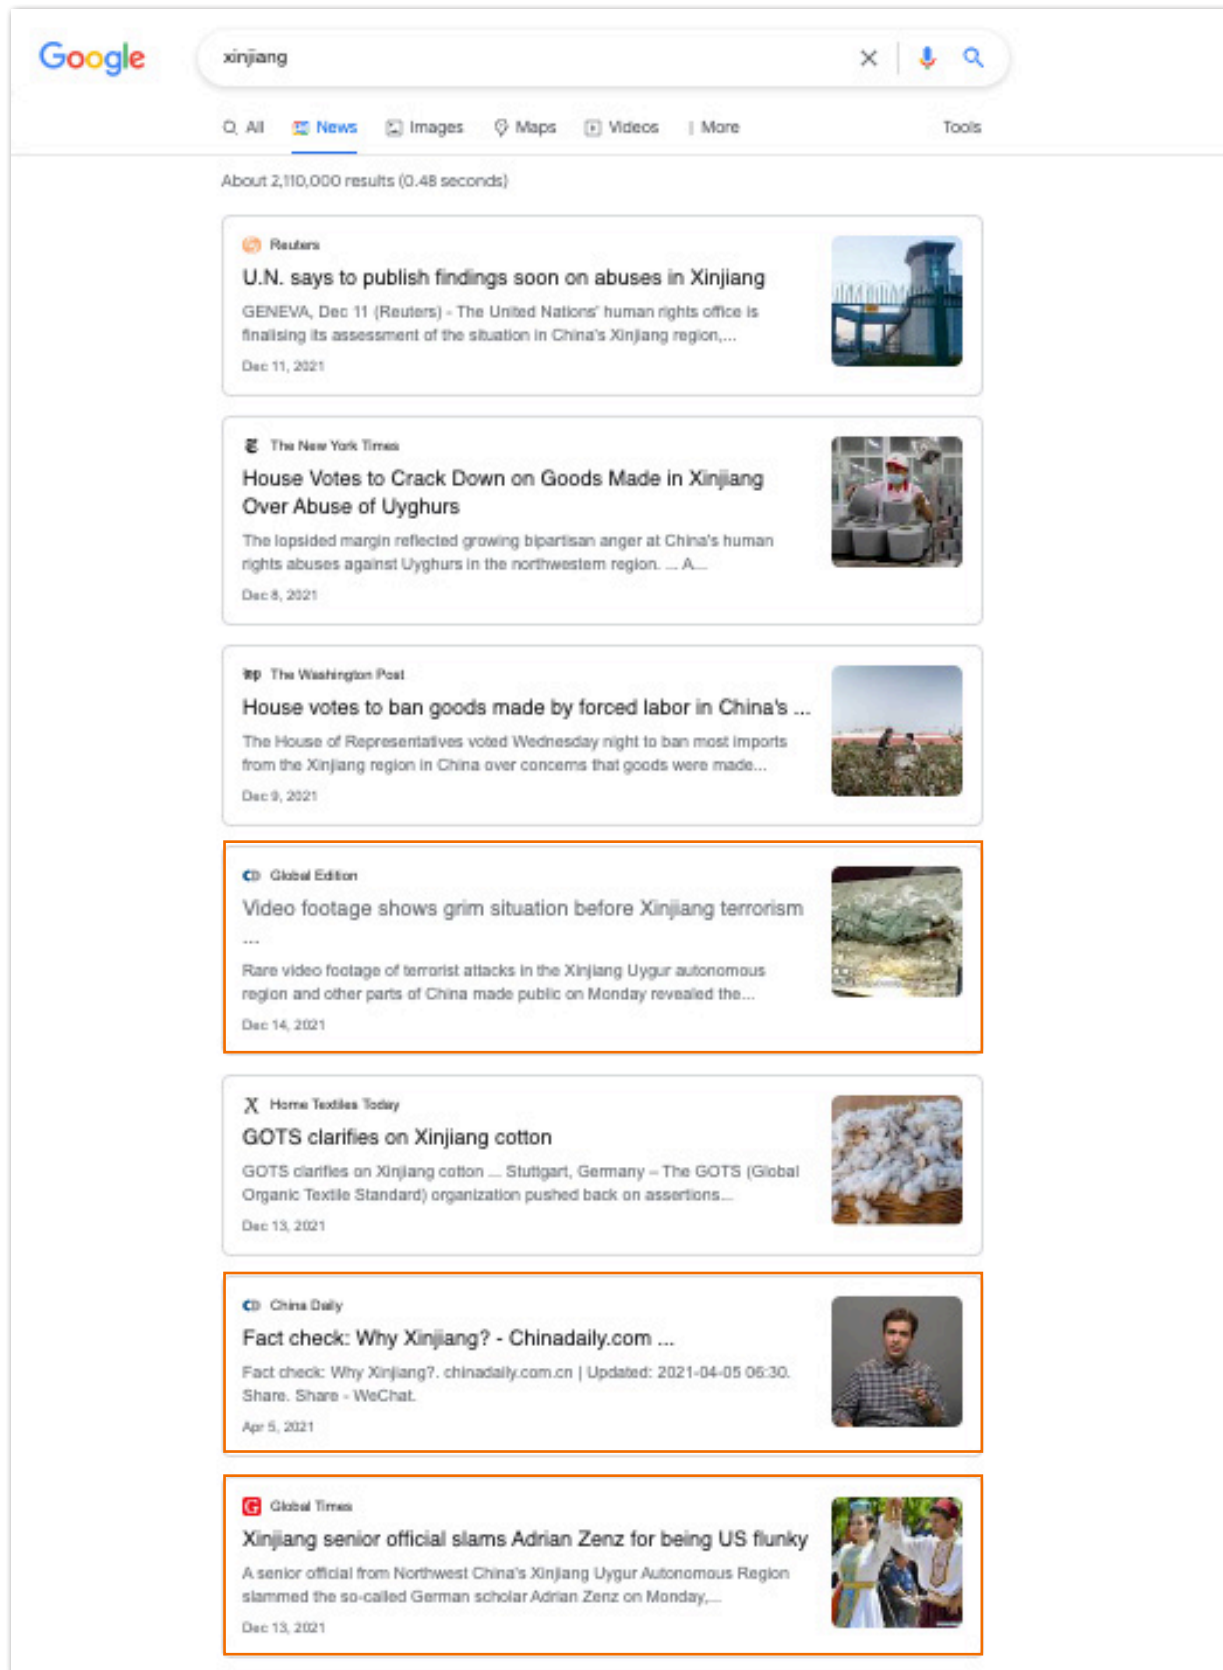 Google
xinjiang
All News Images Maps Videos More Tools
About 2,110,000 results (0.48 seconds)
Reuters
U.N. says to publish findings soon on abuses in Xinjiang
GENEVA, Dec 11 (Reuters) - The United Nations' human rights office is
finalising its assessment of the situation in China's Xinjiang region,...
Dec 11, 2021
The New York Times
House Votes to Crack Down on Goods Made in Xinjiang
Over Abuse of Uyghurs
The lopsided margin reflected growing bipartisan anger at China's human
rights abuses against Uyghurs in the northwestern region. ... A...
Dec 8, 2021
wp The Washington Post
House votes to ban goods made by forced labor in China's ...
The House of Representatives voted Wednesday night to ban most imports
from the Xinjiang region in China over concerns that goods were made...
Dec 9, 2021
CD Global Edition
Video footage shows grim situation before Xinjiang terrorism
...
Rare video footage of terrorist attacks in the Xinjiang Uygur autonomous
region and other parts of China made public on Monday revealed the...
Dec 14, 2021
Home Textiles Today
GOTS clarifies on Xinjiang cotton
GOTS clarifies on Xinjiang cotton ... Stuttgart, Germany – The GOTS (Global
Organic Textile Standard) organization pushed back on assertions...
Dec 13, 2021
CD China Daily
Fact check: Why Xinjiang? - Chinadaily.com ...
Fact check: Why Xinjiang?. chinadaily.com.cn | Updated: 2021-04-05 06:30.
Share. Share - WeChat.
Apr 5, 2021
G Global Times
Xinjiang senior official slams Adrian Zenz for being US flunky
A senior official from Northwest China's Xinjiang Uygur Autonomous Region
slammed the so-called German scholar Adrian Zenz on Monday,...
Dec 13, 2021